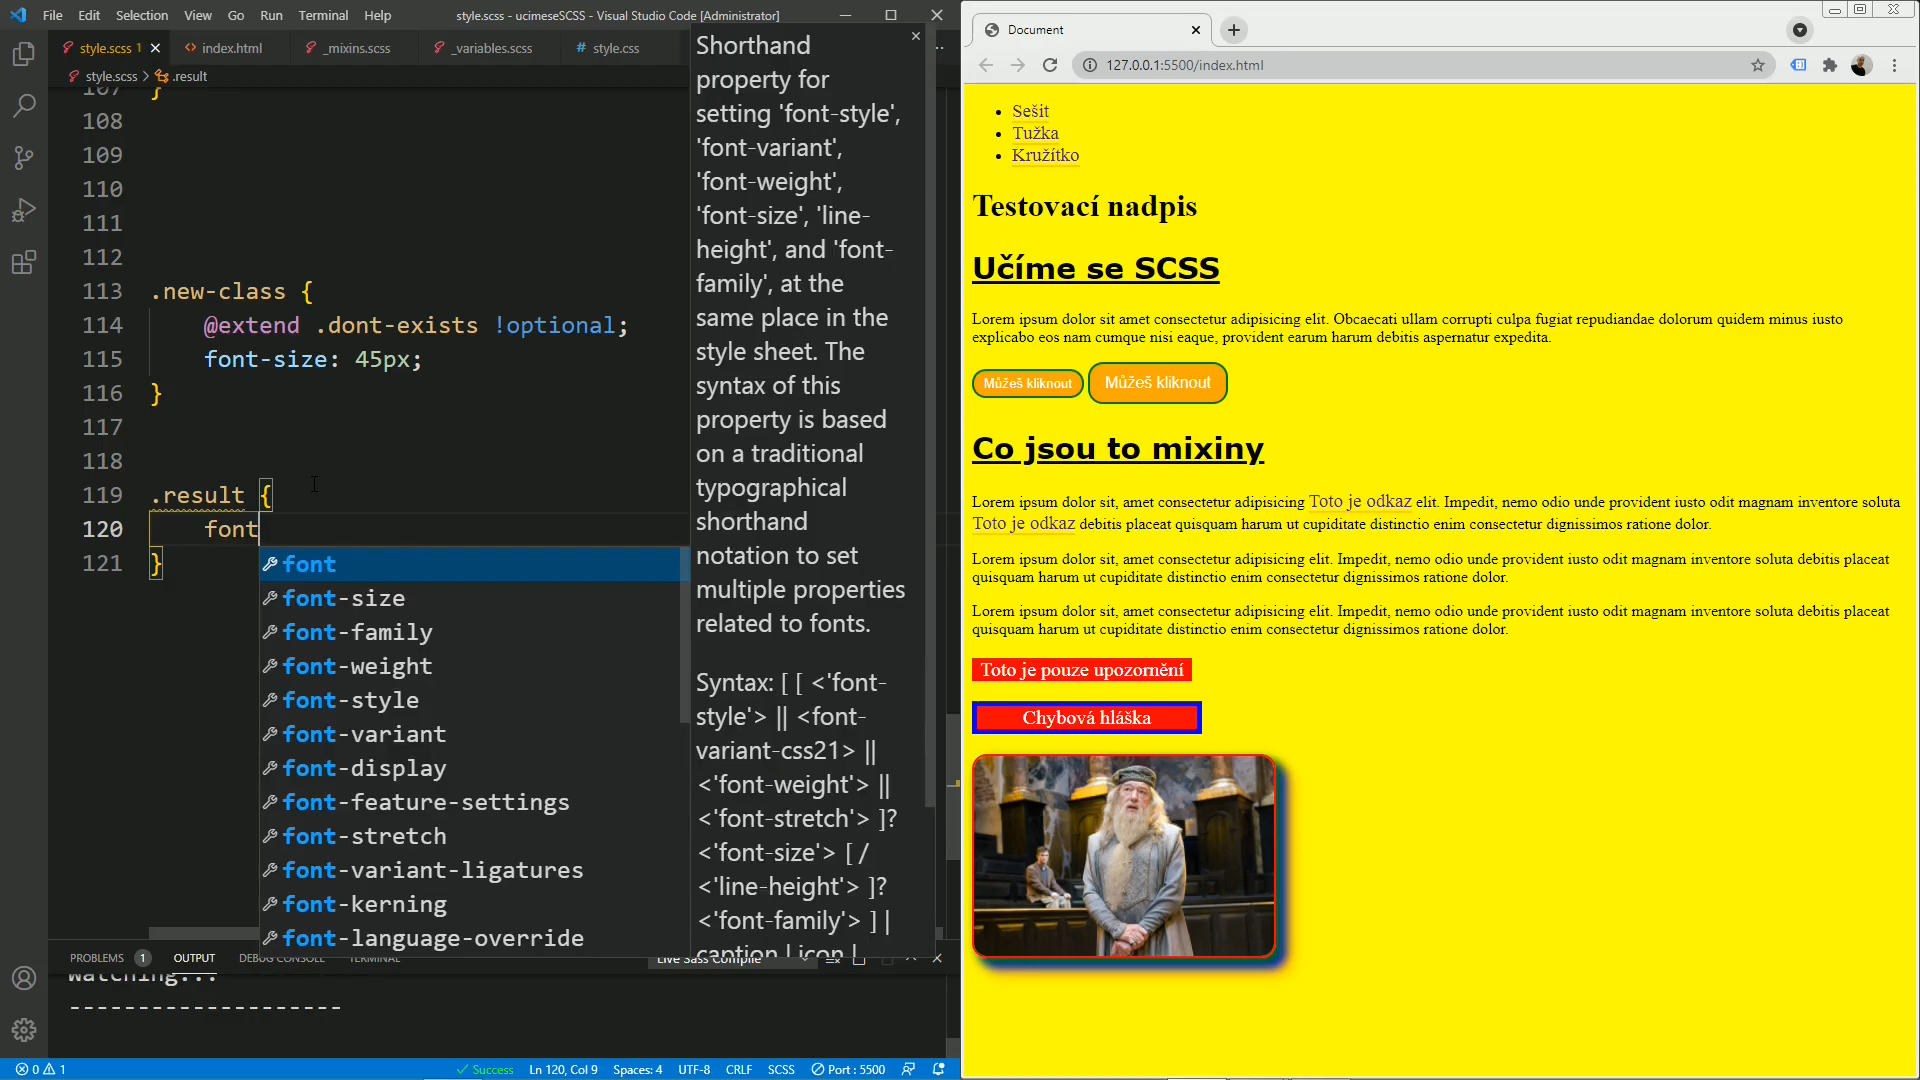 File Edit Selection View Go Run Terminal Help
style.scss - ucimeseSCSS - Visual Studio Code [Administrator]
style.scss 1
index.html
_mixins.scss
_variables.scss
style.css
style.scss > .result
107 }
108
109
110
111
112
113 .new-class {
114 @extend .dont-exists !optional;
115 font-size: 45px;
116 }
117
118
119 .result {
120 font
121 }
font
font-size
font-family
font-weight
font-style
font-variant
font-display
font-feature-settings
font-stretch
font-variant-ligatures
font-kerning
font-language-override
Shorthand
property for
setting 'font-style',
'font-variant',
'font-weight',
'font-size', 'line-
height', and 'font-
family', at the
same place in the
style sheet. The
syntax of this
property is based
on a traditional
typographical
shorthand
notation to set
multiple properties
related to fonts.
Syntax: [ [ <'font-
style'> || <font-
variant-css21> ||
<'font-weight'> ||
<'font-stretch'> ]?
<'font-size'> [ /
<'line-height'> ]?
<'font-family'> ] |
caption | icon |
PROBLEMS 1 OUTPUT DEBUG CONSOLE TERMINAL
Live Sass Compile
Watching...
--------------------
0 1
Success Ln 120, Col 9 Spaces: 4 UTF-8 CRLF SCSS Port : 5500
Document
127.0.0.1:5500/index.html
Sešit
Tužka
Kružítko
Testovací nadpis
Učíme se SCSS
Lorem ipsum dolor sit amet consectetur adipisicing elit. Obcaecati ullam corrupti culpa fugiat repudiandae dolorum quidem minus iusto
explicabo eos nam cumque nisi eaque, provident earum harum debitis aspernatur expedita.
Můžeš kliknout Můžeš kliknout
Co jsou to mixiny
Lorem ipsum dolor sit, amet consectetur adipisicing Toto je odkaz elit. Impedit, nemo odio unde provident iusto odit magnam inventore soluta
Toto je odkaz debitis placeat quisquam harum ut cupiditate distinctio enim consectetur dignissimos ratione dolor.
Lorem ipsum dolor sit, amet consectetur adipisicing elit. Impedit, nemo odio unde provident iusto odit magnam inventore soluta debitis placeat
quisquam harum ut cupiditate distinctio enim consectetur dignissimos ratione dolor.
Lorem ipsum dolor sit, amet consectetur adipisicing elit. Impedit, nemo odio unde provident iusto odit magnam inventore soluta debitis placeat
quisquam harum ut cupiditate distinctio enim consectetur dignissimos ratione dolor.
Toto je pouze upozornění
Chybová hláška